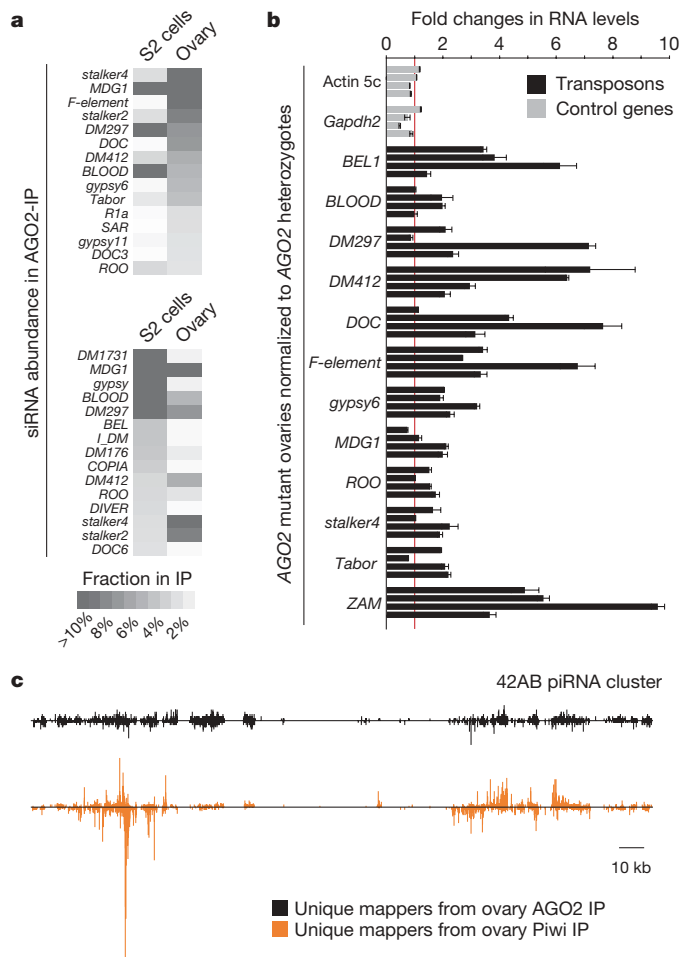 a
S2 cells
Ovary
siRNA abundance in AGO2-IP
stalker4
MDG1
F-element
stalker2
DM297
DOC
DM412
BLOOD
gypsy6
Tabor
R1a
SAR
gypsy11
DOC3
ROO
S2 cells
Ovary
DM1731
MDG1
gypsy
BLOOD
DM297
BEL
I_DM
DM176
COPIA
DM412
ROO
DIVER
stalker4
stalker2
DOC6
Fraction in IP
>10%
8%
6%
4%
2%
b
Fold changes in RNA levels
0 2 4 6 8 10
Transposons
Control genes
AGO2 mutant ovaries normalized to AGO2 heterozygotes
Actin 5c
Gapdh2
BEL1
BLOOD
DM297
DM412
DOC
F-element
gypsy6
MDG1
ROO
stalker4
Tabor
ZAM
c
42AB piRNA cluster
10 kb
Unique mappers from ovary AGO2 IP
Unique mappers from ovary Piwi IP